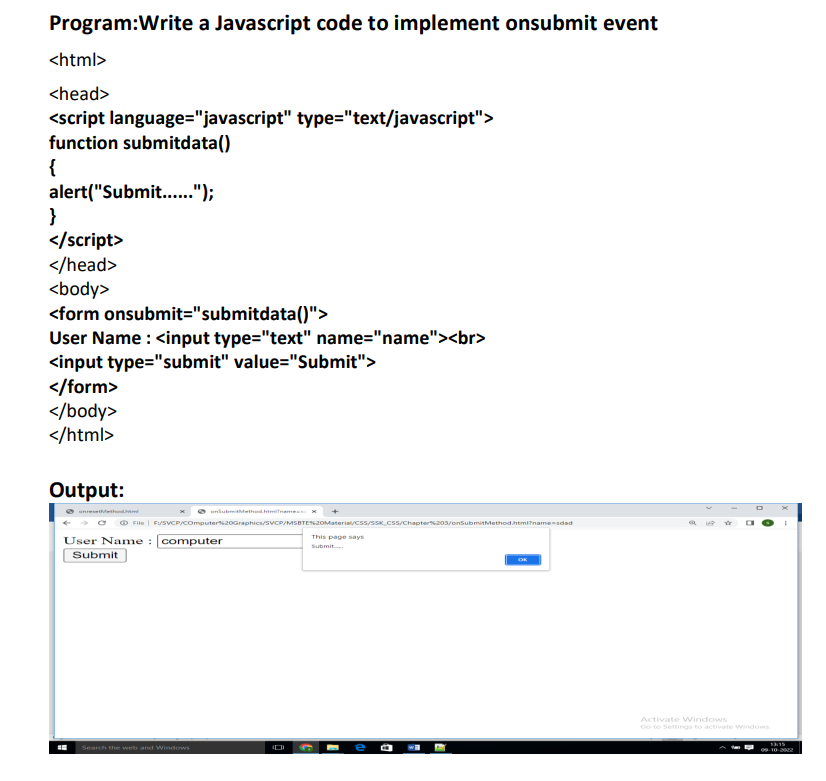 Program:Write a Javascript code to implement onsubmit event
<html>
<head>
<script language="javascript" type="text/javascript">
function submitdata()
{
alert("Submit......");
}
</script>
</head>
<body>
<form onsubmit="submitdata()">
User Name : <input type="text" name="name"><br>
<input type="submit" value="Submit">
</form>
</body>
</html>
Output:
onresetMethod.html
onSubmitMethod.html?name=
File | F:/SVCP/COmputer%20Graphics/SVCP/MSBTE%20Material/CSS/SSK_CSS/Chapter%203/onSubmitMethod.html?name=sdad
User Name : computer
Submit
This page says
Submit......
OK
Activate Windows
Go to Settings to activate Windows.
Search the web and Windows
13:15
09-10-2022